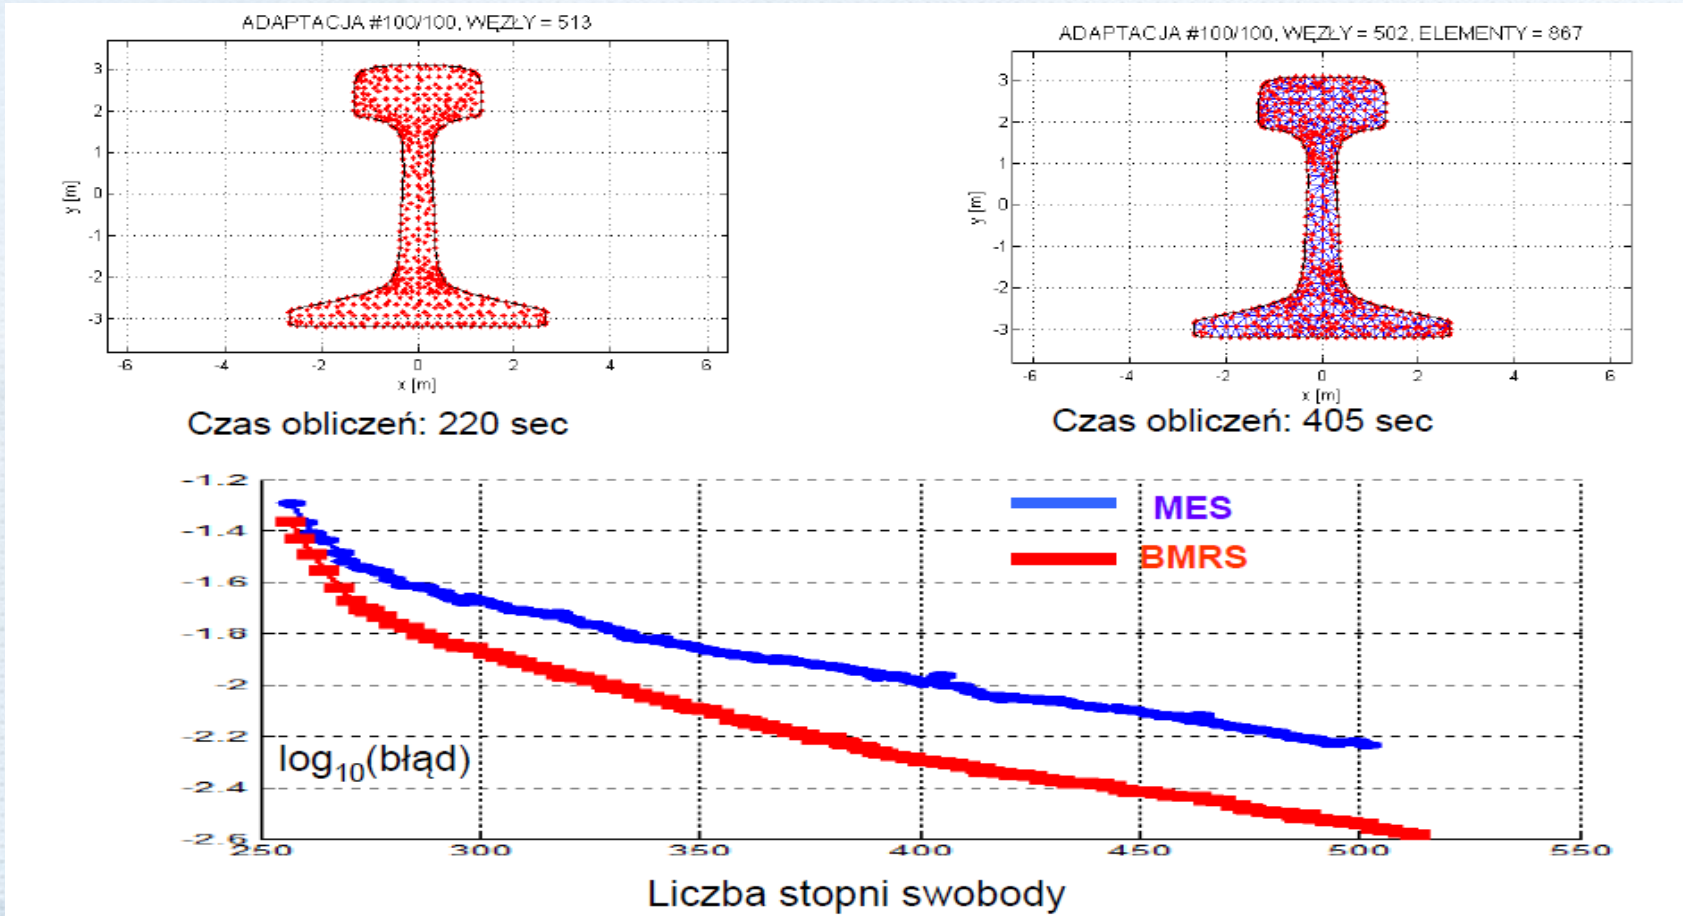 ADAPTACJA #100/100, WĘZŁY = 513
3
2
1
0
-1
-2
-3
y [m]
-6 -4 -2 0 2 4 6
x [m]
Czas obliczeń: 220 sec
ADAPTACJA #100/100, WĘZŁY = 502, ELEMENTY = 867
3
2
1
0
-1
-2
-3
y [m]
-6 -4 -2 0 2 4 6
x [m]
Czas obliczeń: 405 sec
-1.2
-1.4
-1.6
-1.8
-2
-2.2
-2.4
-2.6
MES
BMRS
log10(błąd)
250 300 350 400 450 500 550
Liczba stopni swobody